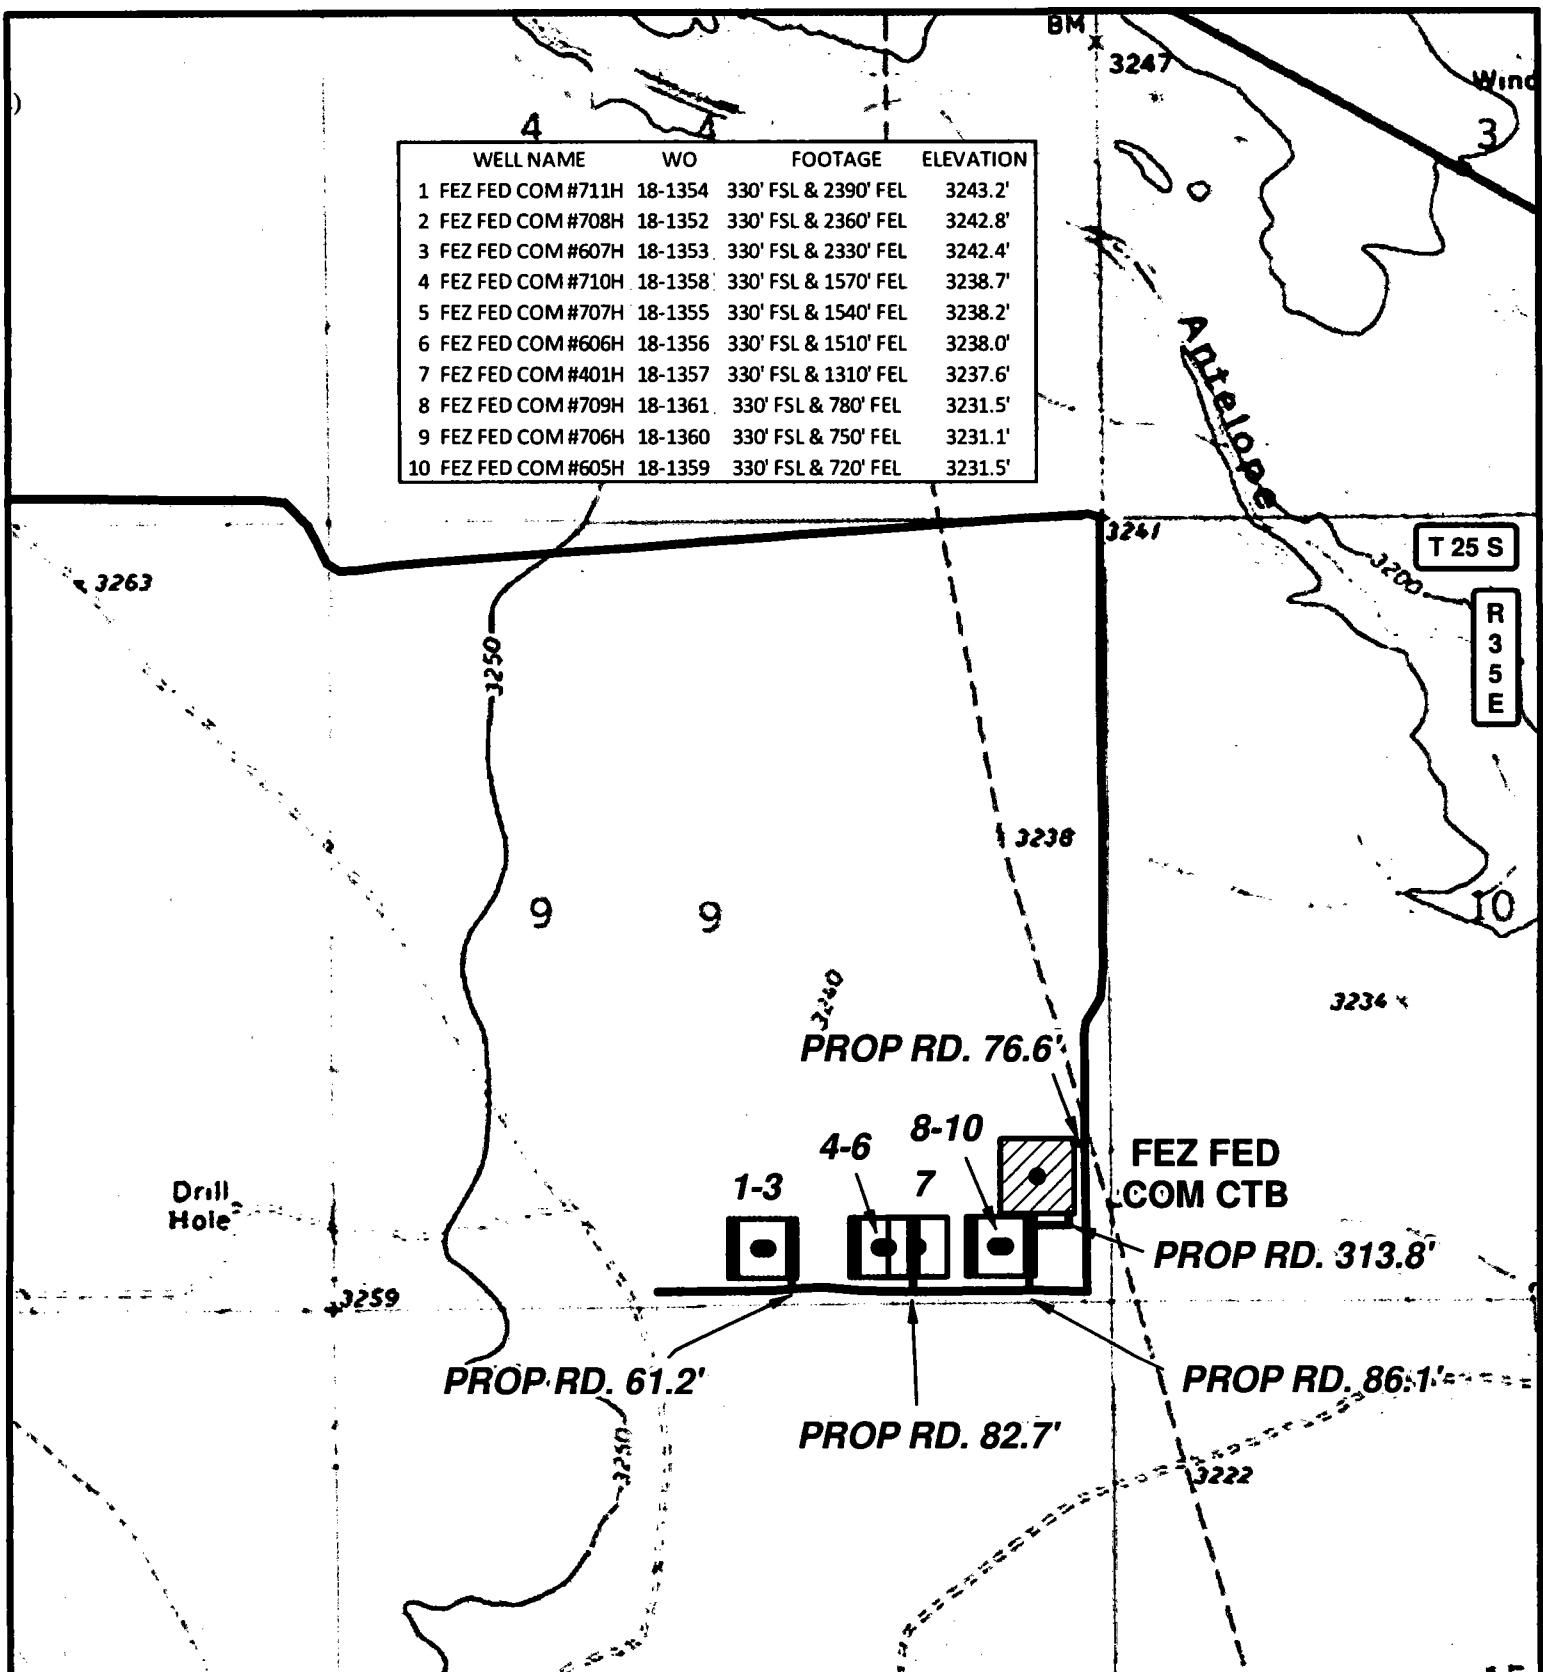 BM
3247
Wind
4 4
3
WELL NAME WO FOOTAGE ELEVATION
1 FEZ FED COM #711H 18-1354 330' FSL & 2390' FEL 3243.2'
2 FEZ FED COM #708H 18-1352 330' FSL & 2360' FEL 3242.8'
3 FEZ FED COM #607H 18-1353 330' FSL & 2330' FEL 3242.4'
4 FEZ FED COM #710H 18-1358 330' FSL & 1570' FEL 3238.7'
5 FEZ FED COM #707H 18-1355 330' FSL & 1540' FEL 3238.2'
6 FEZ FED COM #606H 18-1356 330' FSL & 1510' FEL 3238.0'
7 FEZ FED COM #401H 18-1357 330' FSL & 1310' FEL 3237.6'
8 FEZ FED COM #709H 18-1361 330' FSL & 780' FEL 3231.5'
9 FEZ FED COM #706H 18-1360 330' FSL & 750' FEL 3231.1'
10 FEZ FED COM #605H 18-1359 330' FSL & 720' FEL 3231.5'
Antelope
3241
T 25 S
3200
3263
R
3
5
E
3250
3238
9 9
10
3240
3234
PROP RD. 76.6'
8-10
4-6
7
1-3
FEZ FED
COM CTB
Drill
Hole
PROP RD. 313.8'
3259
PROP RD. 61.2'
PROP RD. 86.1'
PROP RD. 82.7'
3250
3222